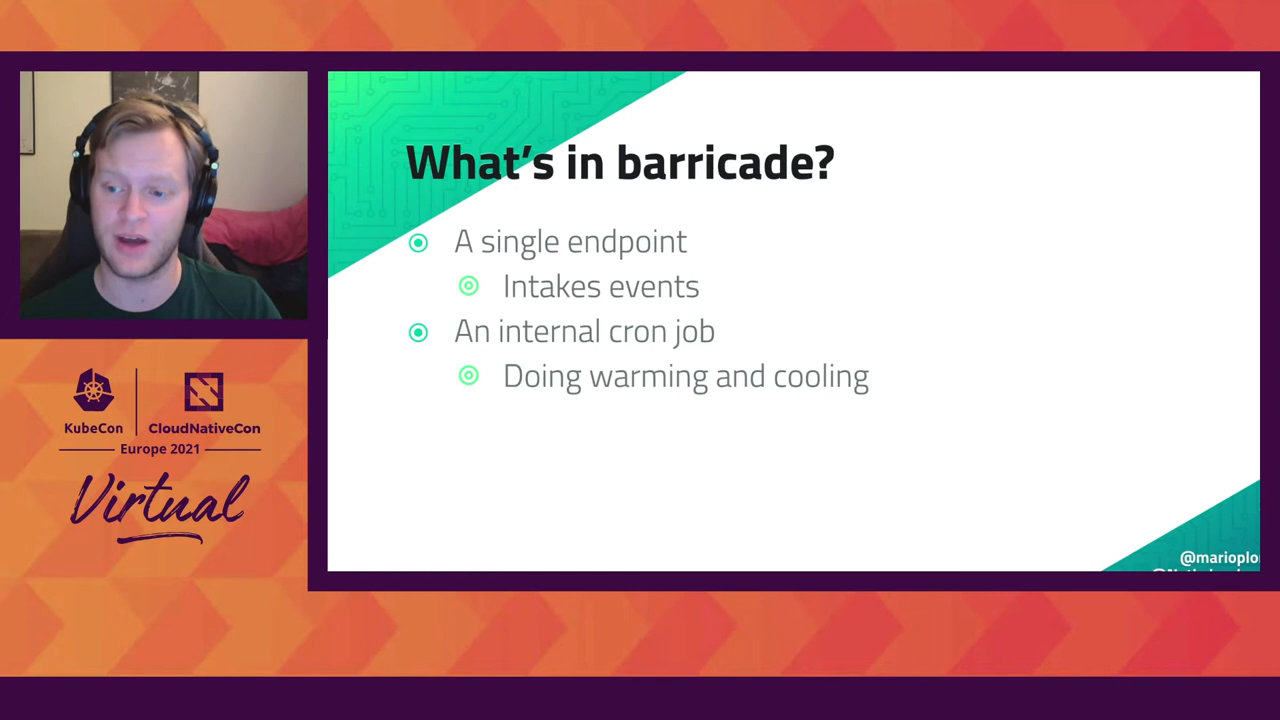 What's in barricade?
A single endpoint
Intakes events
An internal cron job
Doing warming and cooling
@marioplo
KubeCon
CloudNativeCon
Europe 2021
Virtual